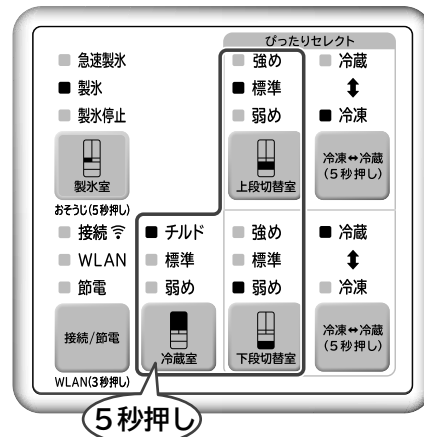 ぴったりセレクト
急速製氷
製氷
製氷停止
製氷室
おそうじ(5秒押し)
強め
標準
弱め
上段切替室
冷蔵
冷凍
冷凍↔冷蔵
(5秒押し)
接続
WLAN
節電
接続/節電
WLAN(3秒押し)
チルド
標準
弱め
冷蔵室
強め
標準
弱め
下段切替室
冷蔵
冷凍
冷凍↔冷蔵
(5秒押し)
5秒押し